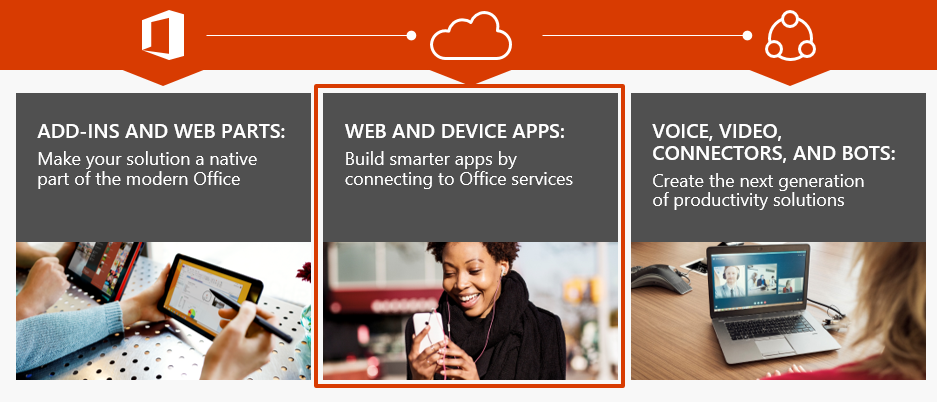 ADD-INS AND WEB PARTS:
Make your solution a native
part of the modern Office
WEB AND DEVICE APPS:
Build smarter apps by
connecting to Office services
VOICE, VIDEO,
CONNECTORS, AND BOTS:
Create the next generation
of productivity solutions